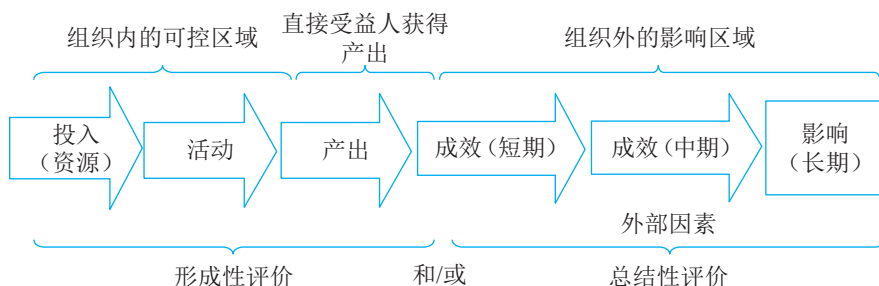 组织内的可控区域
直接受益人获得
产出
组织外的影响区域
投入
（资源）
活动
产出
成效（短期）
成效（中期）
影响
（长期）
外部因素
形成性评价
和/或
总结性评价